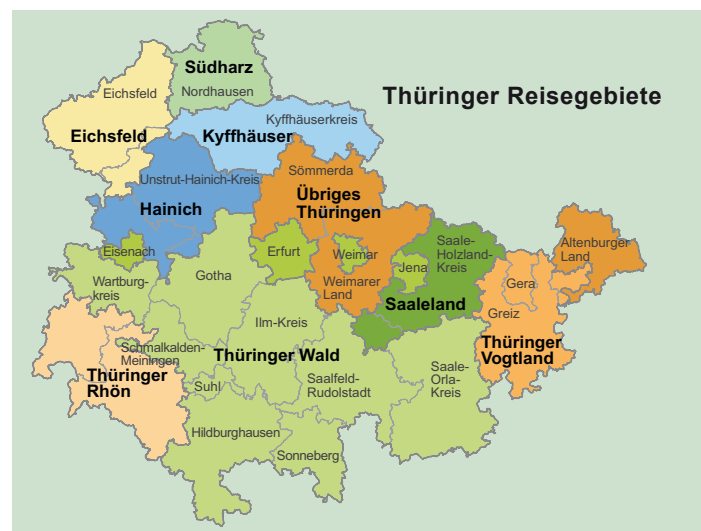 Südharz
Eichsfeld
Nordhausen
Thüringer Reisegebiete
Kyffhäuserkreis
Eichsfeld
Kyffhäuser
Sömmerda
Unstrut-Hainich-Kreis
Übriges
Thüringen
Hainich
Saale-
Holzland-
Kreis
Altenburger
Land
Eisenach
Erfurt
Weimar
Jena
Gotha
Wartburg-
kreis
Weimarer
Land
Gera
Saaleland
Greiz
Ilm-Kreis
Thüringer
Vogtland
Schmalkalden-
Meiningen
Thüringer Wald
Thüringer
Rhön
Suhl
Saalfeld-
Rudolstadt
Saale-
Orla-
Kreis
Hildburghausen
Sonneberg